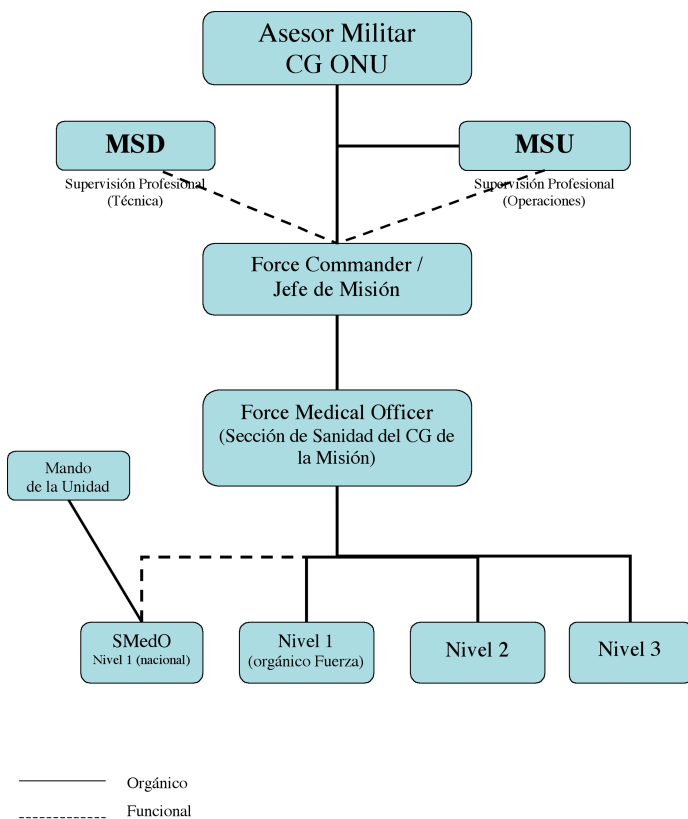 Asesor Militar
CG ONU
MSD
MSU
Supervisión Profesional
(Técnica)
Supervisión Profesional
(Operaciones)
Force Commander /
Jefe de Misión
Force Medical Officer
(Sección de Sanidad del CG de
la Misión)
Mando
de la Unidad
SMedO
Nivel 1 (nacional)
Nivel 1
(orgánico Fuerza)
Nivel 2
Nivel 3
Orgánico
Funcional